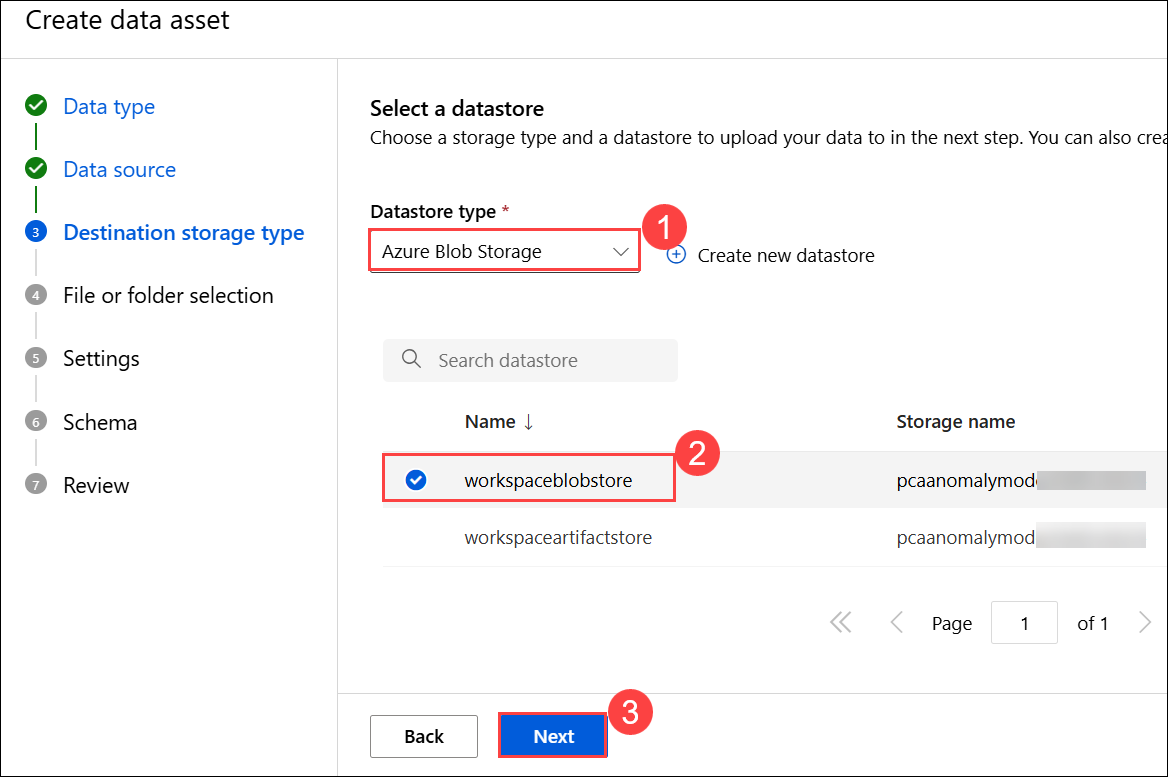 Create data asset
Data type
Data source
3 Destination storage type
4 File or folder selection
5 Settings
6 Schema
7 Review
Select a datastore
Choose a storage type and a datastore to upload your data to in the next step. You can also crea
Datastore type *
1
Azure Blob Storage
Create new datastore
Search datastore
Name ↓ Storage name
2
workspaceblobstore pcaanomalymod
workspaceartifactstore pcaanomalymod
Page 1 of 1
Back Next
3